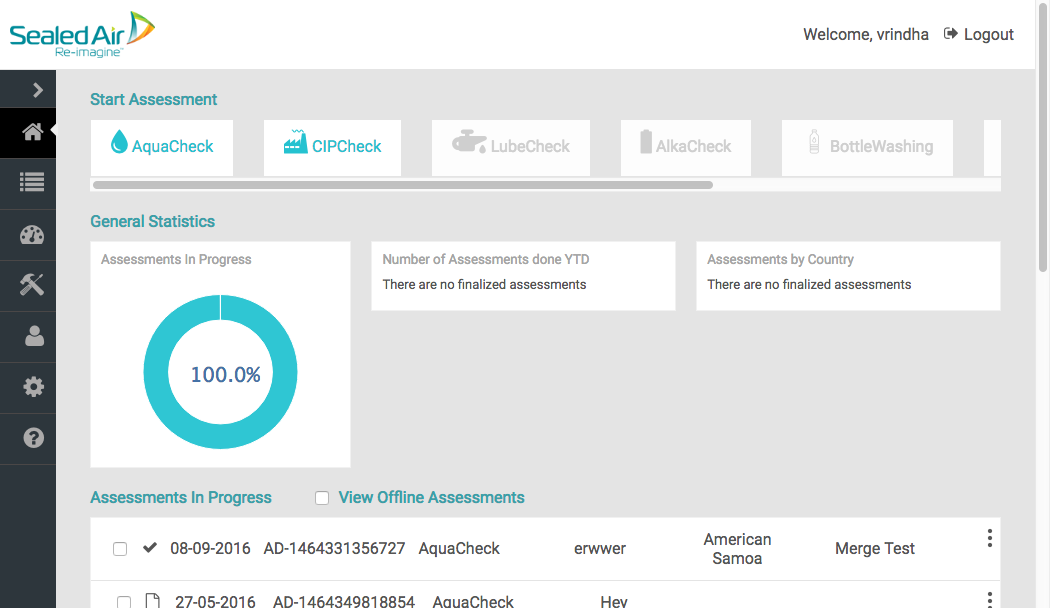 Sealed Air
Re-imagine™
Welcome, vrindha Logout
Start Assessment
AquaCheck CIPCheck LubeCheck AlkaCheck BottleWashing
General Statistics
Assessments In Progress Number of Assessments done YTD Assessments by Country
There are no finalized assessments There are no finalized assessments
100.0%
Assessments In Progress View Offline Assessments
08-09-2016 AD-1464331356727 AquaCheck erwwer American Samoa Merge Test
27-05-2016 AD-1464349818854 AquaCheck Hey